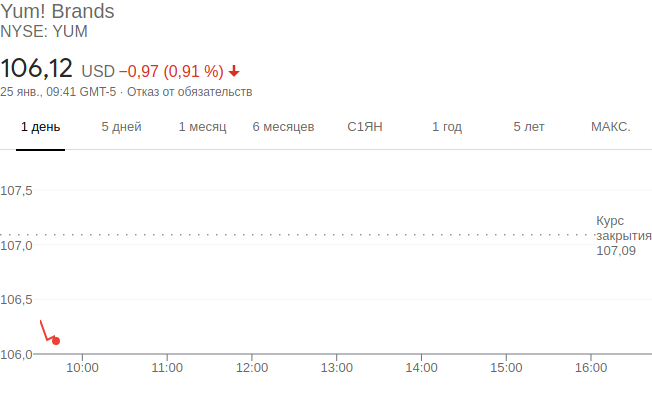 Yum! Brands
NYSE: YUM
106,12 USD −0,97 (0,91 %)
25 янв., 09:41 GMT-5 · Отказ от обязательств
1 день 5 дней 1 месяц 6 месяцев С1ЯН 1 год 5 лет МАКС.
107,5
Курс
закрытия
107,09
107,0
106,5
106,0
10:00 11:00 12:00 13:00 14:00 15:00 16:00